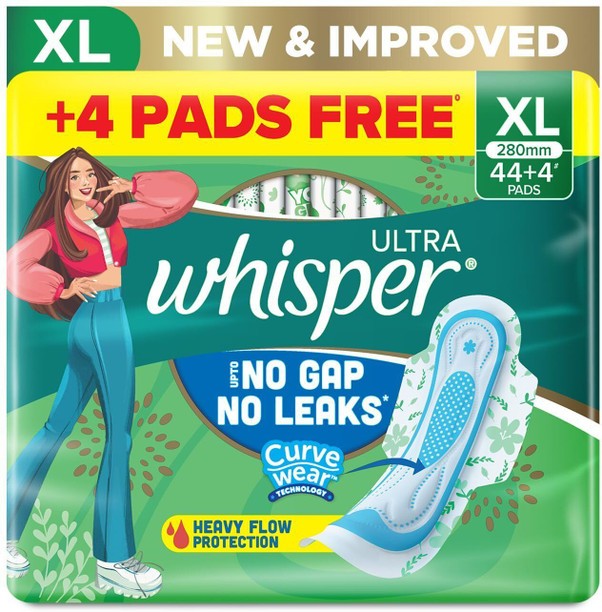 XL
NEW & IMPROVED
+4 PADS FREE°
XL
280mm
44+4#
PADS
ULTRA
whisper®
UPTO
NO GAP
NO LEAKS*
Curve
wear™
TECHNOLOGY
HEAVY FLOW
PROTECTION